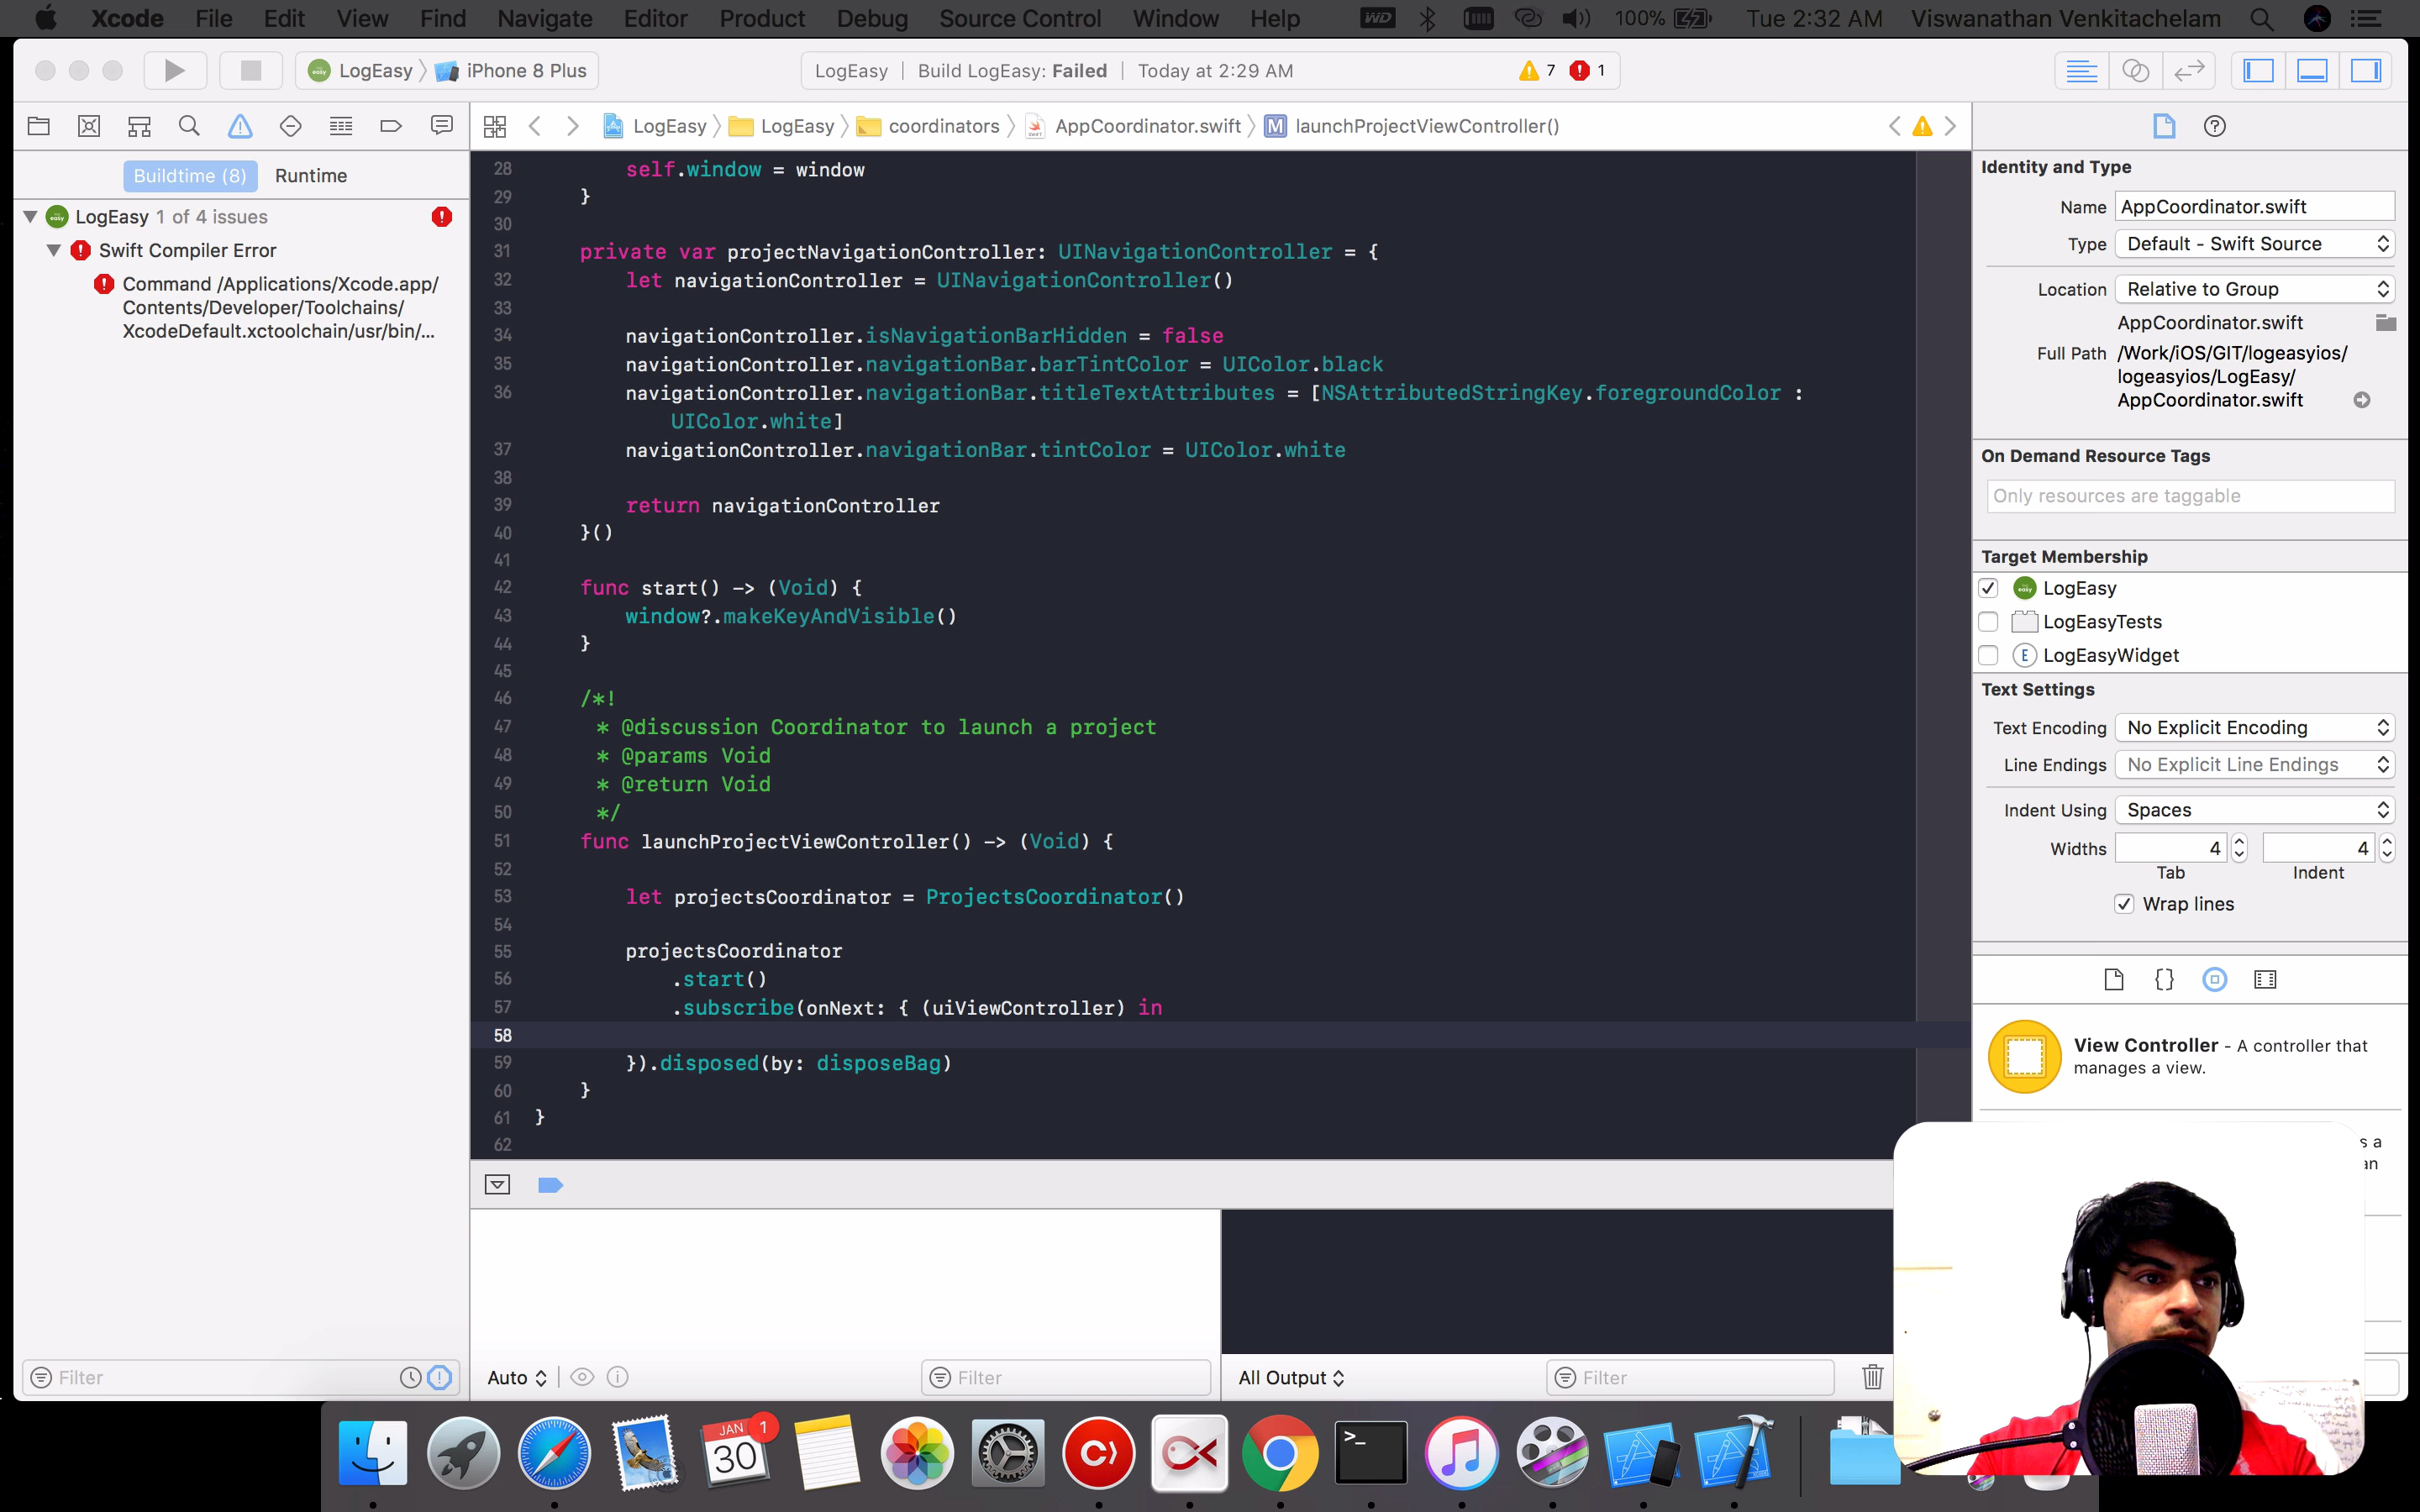 Xcode File Edit View Find Navigate Editor Product Debug Source Control Window Help WD 100% Tue 2:32 AM Viswanathan Venkitachelam
LogEasy iPhone 8 Plus
LogEasy | Build LogEasy: Failed | Today at 2:29 AM 7 1
LogEasy LogEasy coordinators AppCoordinator.swift M launchProjectViewController()
Buildtime (8) Runtime
LogEasy 1 of 4 issues
Swift Compiler Error
Command /Applications/Xcode.app/
Contents/Developer/Toolchains/
XcodeDefault.xctoolchain/usr/bin/...
28 self.window = window
29 }
30
31 private var projectNavigationController: UINavigationController = {
32 let navigationController = UINavigationController()
33
34 navigationController.isNavigationBarHidden = false
35 navigationController.navigationBar.barTintColor = UIColor.black
36 navigationController.navigationBar.titleTextAttributes = [NSAttributedStringKey.foregroundColor :
UIColor.white]
37 navigationController.navigationBar.tintColor = UIColor.white
38
39 return navigationController
40 }()
41
42 func start() -> (Void) {
43 window?.makeKeyAndVisible()
44 }
45
46 /*!
47 * @discussion Coordinator to launch a project
48 * @params Void
49 * @return Void
50 */
51 func launchProjectViewController() -> (Void) {
52
53 let projectsCoordinator = ProjectsCoordinator()
54
55 projectsCoordinator
56 .start()
57 .subscribe(onNext: { (uiViewController) in
58
59 }).disposed(by: disposeBag)
60 }
61 }
62
Identity and Type
Name AppCoordinator.swift
Type Default - Swift Source
Location Relative to Group
AppCoordinator.swift
Full Path /Work/iOS/GIT/logeasyios/
logeasyios/LogEasy/
AppCoordinator.swift
On Demand Resource Tags
Only resources are taggable
Target Membership
LogEasy
LogEasyTests
E LogEasyWidget
Text Settings
Text Encoding No Explicit Encoding
Line Endings No Explicit Line Endings
Indent Using Spaces
Widths 4 4
Tab Indent
Wrap lines
{}
View Controller - A controller that
manages a view.
s a
an
Filter
Auto
Filter
All Output
Filter
JAN 1
30
>_